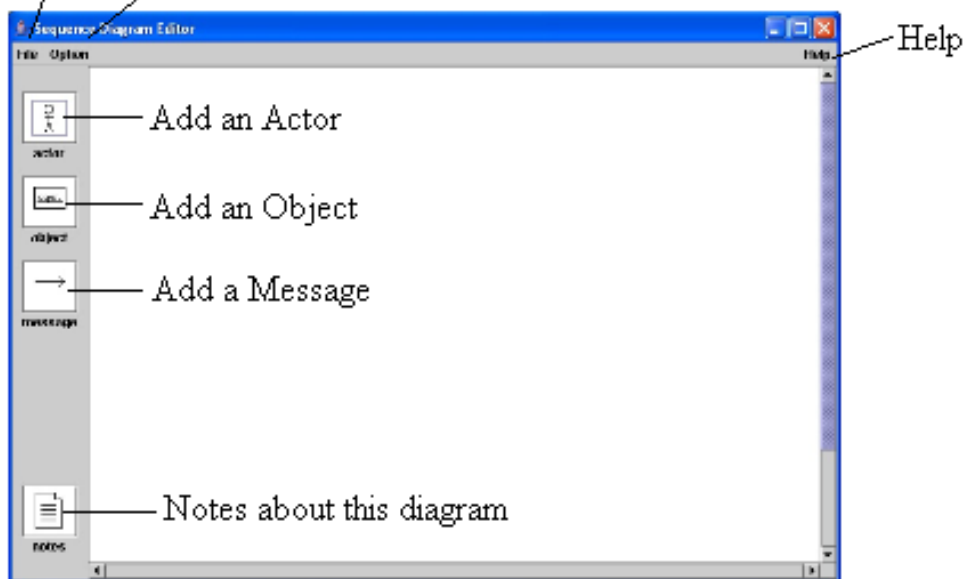 Sequence Diagram Editor
File Option Help
Help
Add an Actor
actor
Add an Object
object
Add a Message
message
Notes about this diagram
notes